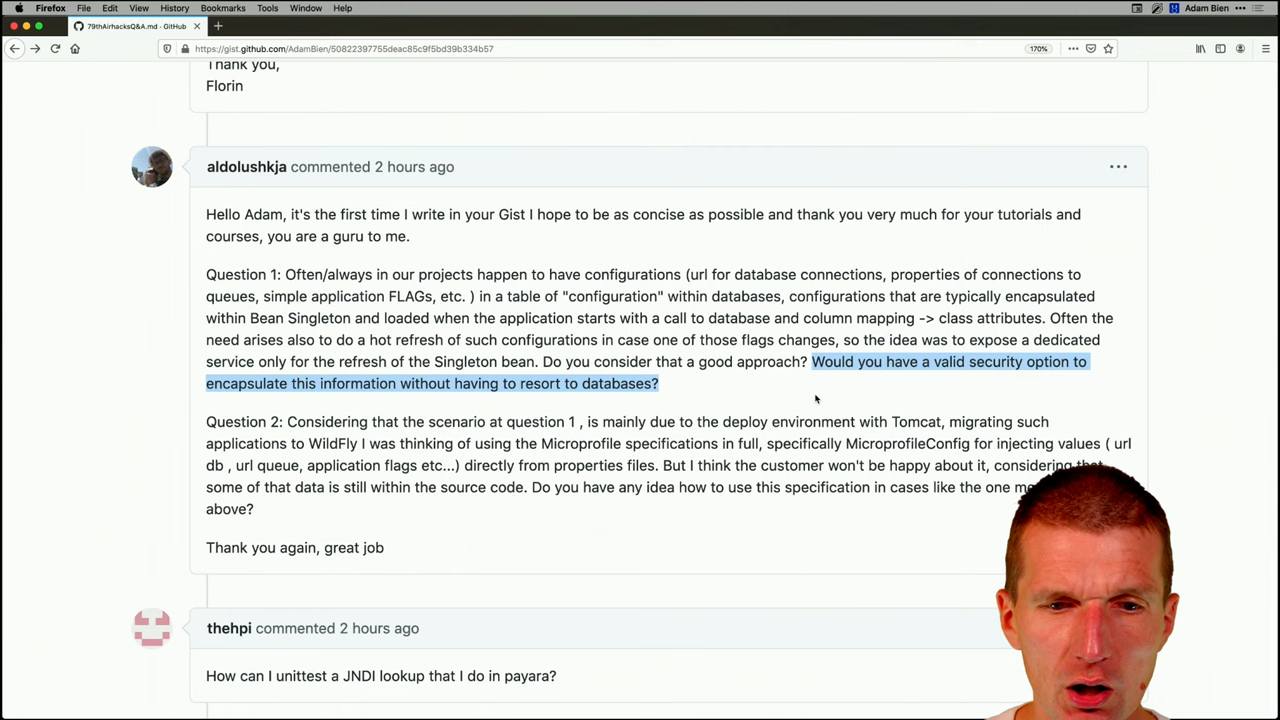 Firefox File Edit View History Bookmarks Tools Window Help Adam Bien
79thAirhacksQ&A.md · GitHub
https://gist.github.com/AdamBien/50822397755deac85c9f5bd39b334b57 170%
Thank you,
Florin
aldolushkja commented 2 hours ago
Hello Adam, it's the first time I write in your Gist I hope to be as concise as possible and thank you very much for your tutorials and
courses, you are a guru to me.
Question 1: Often/always in our projects happen to have configurations (url for database connections, properties of connections to
queues, simple application FLAGs, etc. ) in a table of "configuration" within databases, configurations that are typically encapsulated
within Bean Singleton and loaded when the application starts with a call to database and column mapping -> class attributes. Often the
need arises also to do a hot refresh of such configurations in case one of those flags changes, so the idea was to expose a dedicated
service only for the refresh of the Singleton bean. Do you consider that a good approach? Would you have a valid security option to
encapsulate this information without having to resort to databases?
Question 2: Considering that the scenario at question 1 , is mainly due to the deploy environment with Tomcat, migrating such
applications to WildFly I was thinking of using the Microprofile specifications in full, specifically MicroprofileConfig for injecting values ( url
db , url queue, application flags etc...) directly from properties files. But I think the customer won't be happy about it, considering that
some of that data is still within the source code. Do you have any idea how to use this specification in cases like the one
above?
Thank you again, great job
thehpi commented 2 hours ago
How can I unittest a JNDI lookup that I do in payara?